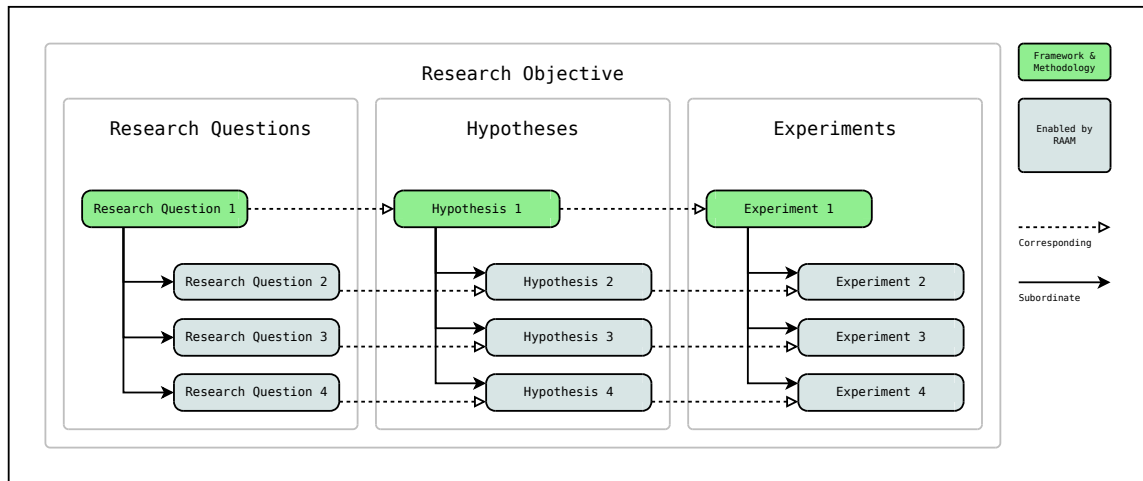 Research Objective
Research Questions
Research Question 1
Research Question 2
Research Question 3
Research Question 4
Hypotheses
Hypothesis 1
Hypothesis 2
Hypothesis 3
Hypothesis 4
Experiments
Experiment 1
Experiment 2
Experiment 3
Experiment 4
Framework &
Methodology
Enabled by
RAAM
Corresponding
Subordinate